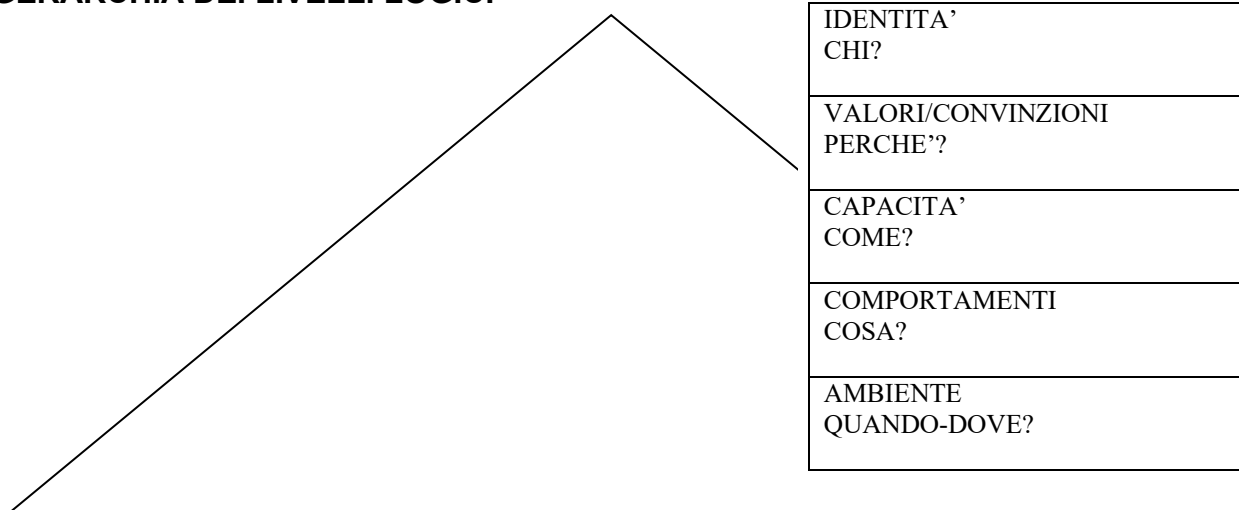 GERARCHIA DEI LIVELLI LOGICI
IDENTITA’
CHI?
VALORI/CONVINZIONI
PERCHE’?
CAPACITA’
COME?
COMPORTAMENTI
COSA?
AMBIENTE
QUANDO-DOVE?